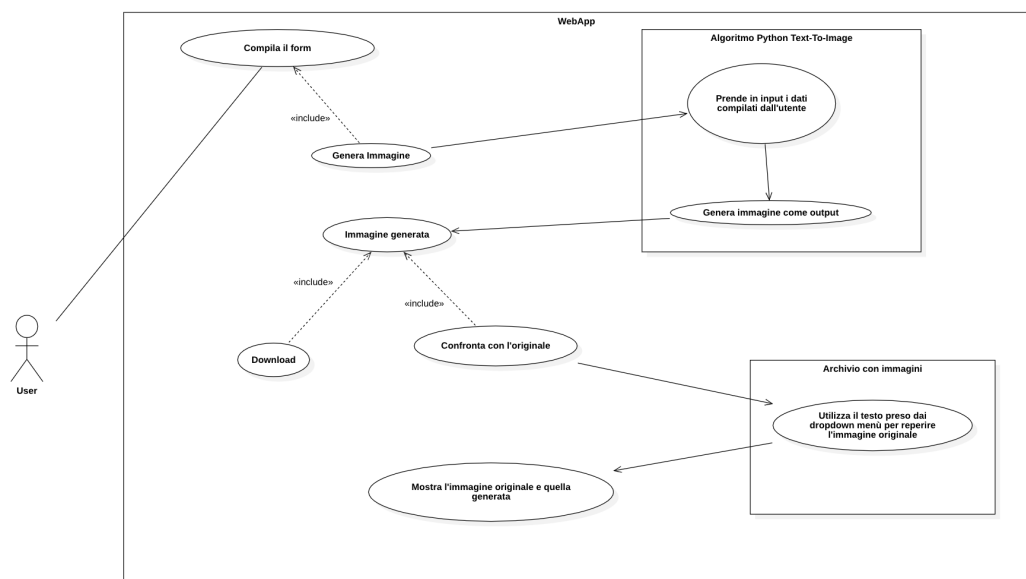 WebApp
Compila il form
Algoritmo Python Text-To-Image
Prende in input i dati
compilati dall'utente
«include»
Genera Immagine
Genera immagine come output
Immagine generata
«include»
«include»
Confronta con l'originale
Download
Archivio con immagini
User
Utilizza il testo preso dai
dropdown menù per reperire
l'immagine originale
Mostra l'immagine originale e quella
generata